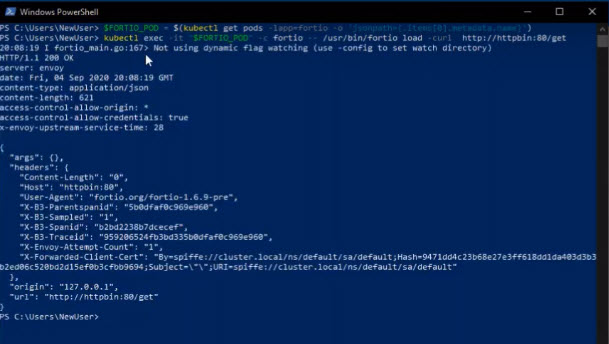 Windows PowerShell
PS C:\Users\NewUser> $FORTIO_POD = $(kubectl get pods -lapp=fortio -o 'jsonpath={.items[0].metadata.name}')
PS C:\Users\NewUser> kubectl exec -it "$FORTIO_POD" -c fortio -- /usr/bin/fortio load -curl  http://httpbin:80/get
20:08:19 I fortio_main.go:167> Not using dynamic flag watching (use -config to set watch directory)
HTTP/1.1 200 OK
server: envoy
date: Fri, 04 Sep 2020 20:08:19 GMT
content-type: application/json
content-length: 621
access-control-allow-origin: *
access-control-allow-credentials: true
x-envoy-upstream-service-time: 28
{
"args": {},
"headers": {
"Content-Length": "0",
"Host": "httpbin:80",
"User-Agent": "fortio.org/fortio-1.6.9-pre",
"X-B3-Parentspanid": "5b0dfaf0c969e960",
"X-B3-Sampled": "1",
"X-B3-Spanid": "b2bd2238b7dcecef",
"X-B3-Traceid": "959206524fb3bd335b0dfaf0c969e960",
"X-Envoy-Attempt-Count": "1",
"X-Forwarded-Client-Cert": "By=spiffe://cluster.local/ns/default/sa/default;Hash=9471dd4c23b68e27e3ff618dd1da403d3b3
b2ed06c520bd2d15ef0b3cfbb9694;Subject=\"\";URI=spiffe://cluster.local/ns/default/sa/default"
},
"origin": "127.0.0.1",
"url": "http://httpbin:80/get"
}
PS C:\Users\NewUser>